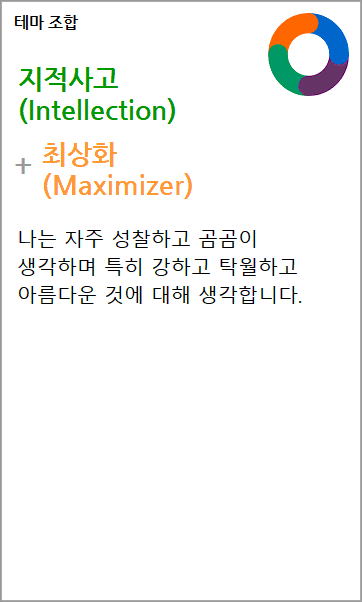 테마 조합
지적사고
(Intellection)
+ 최상화
(Maximizer)
나는 자주 성찰하고 곰곰이
생각하며 특히 강하고 탁월하고
아름다운 것에 대해 생각합니다.